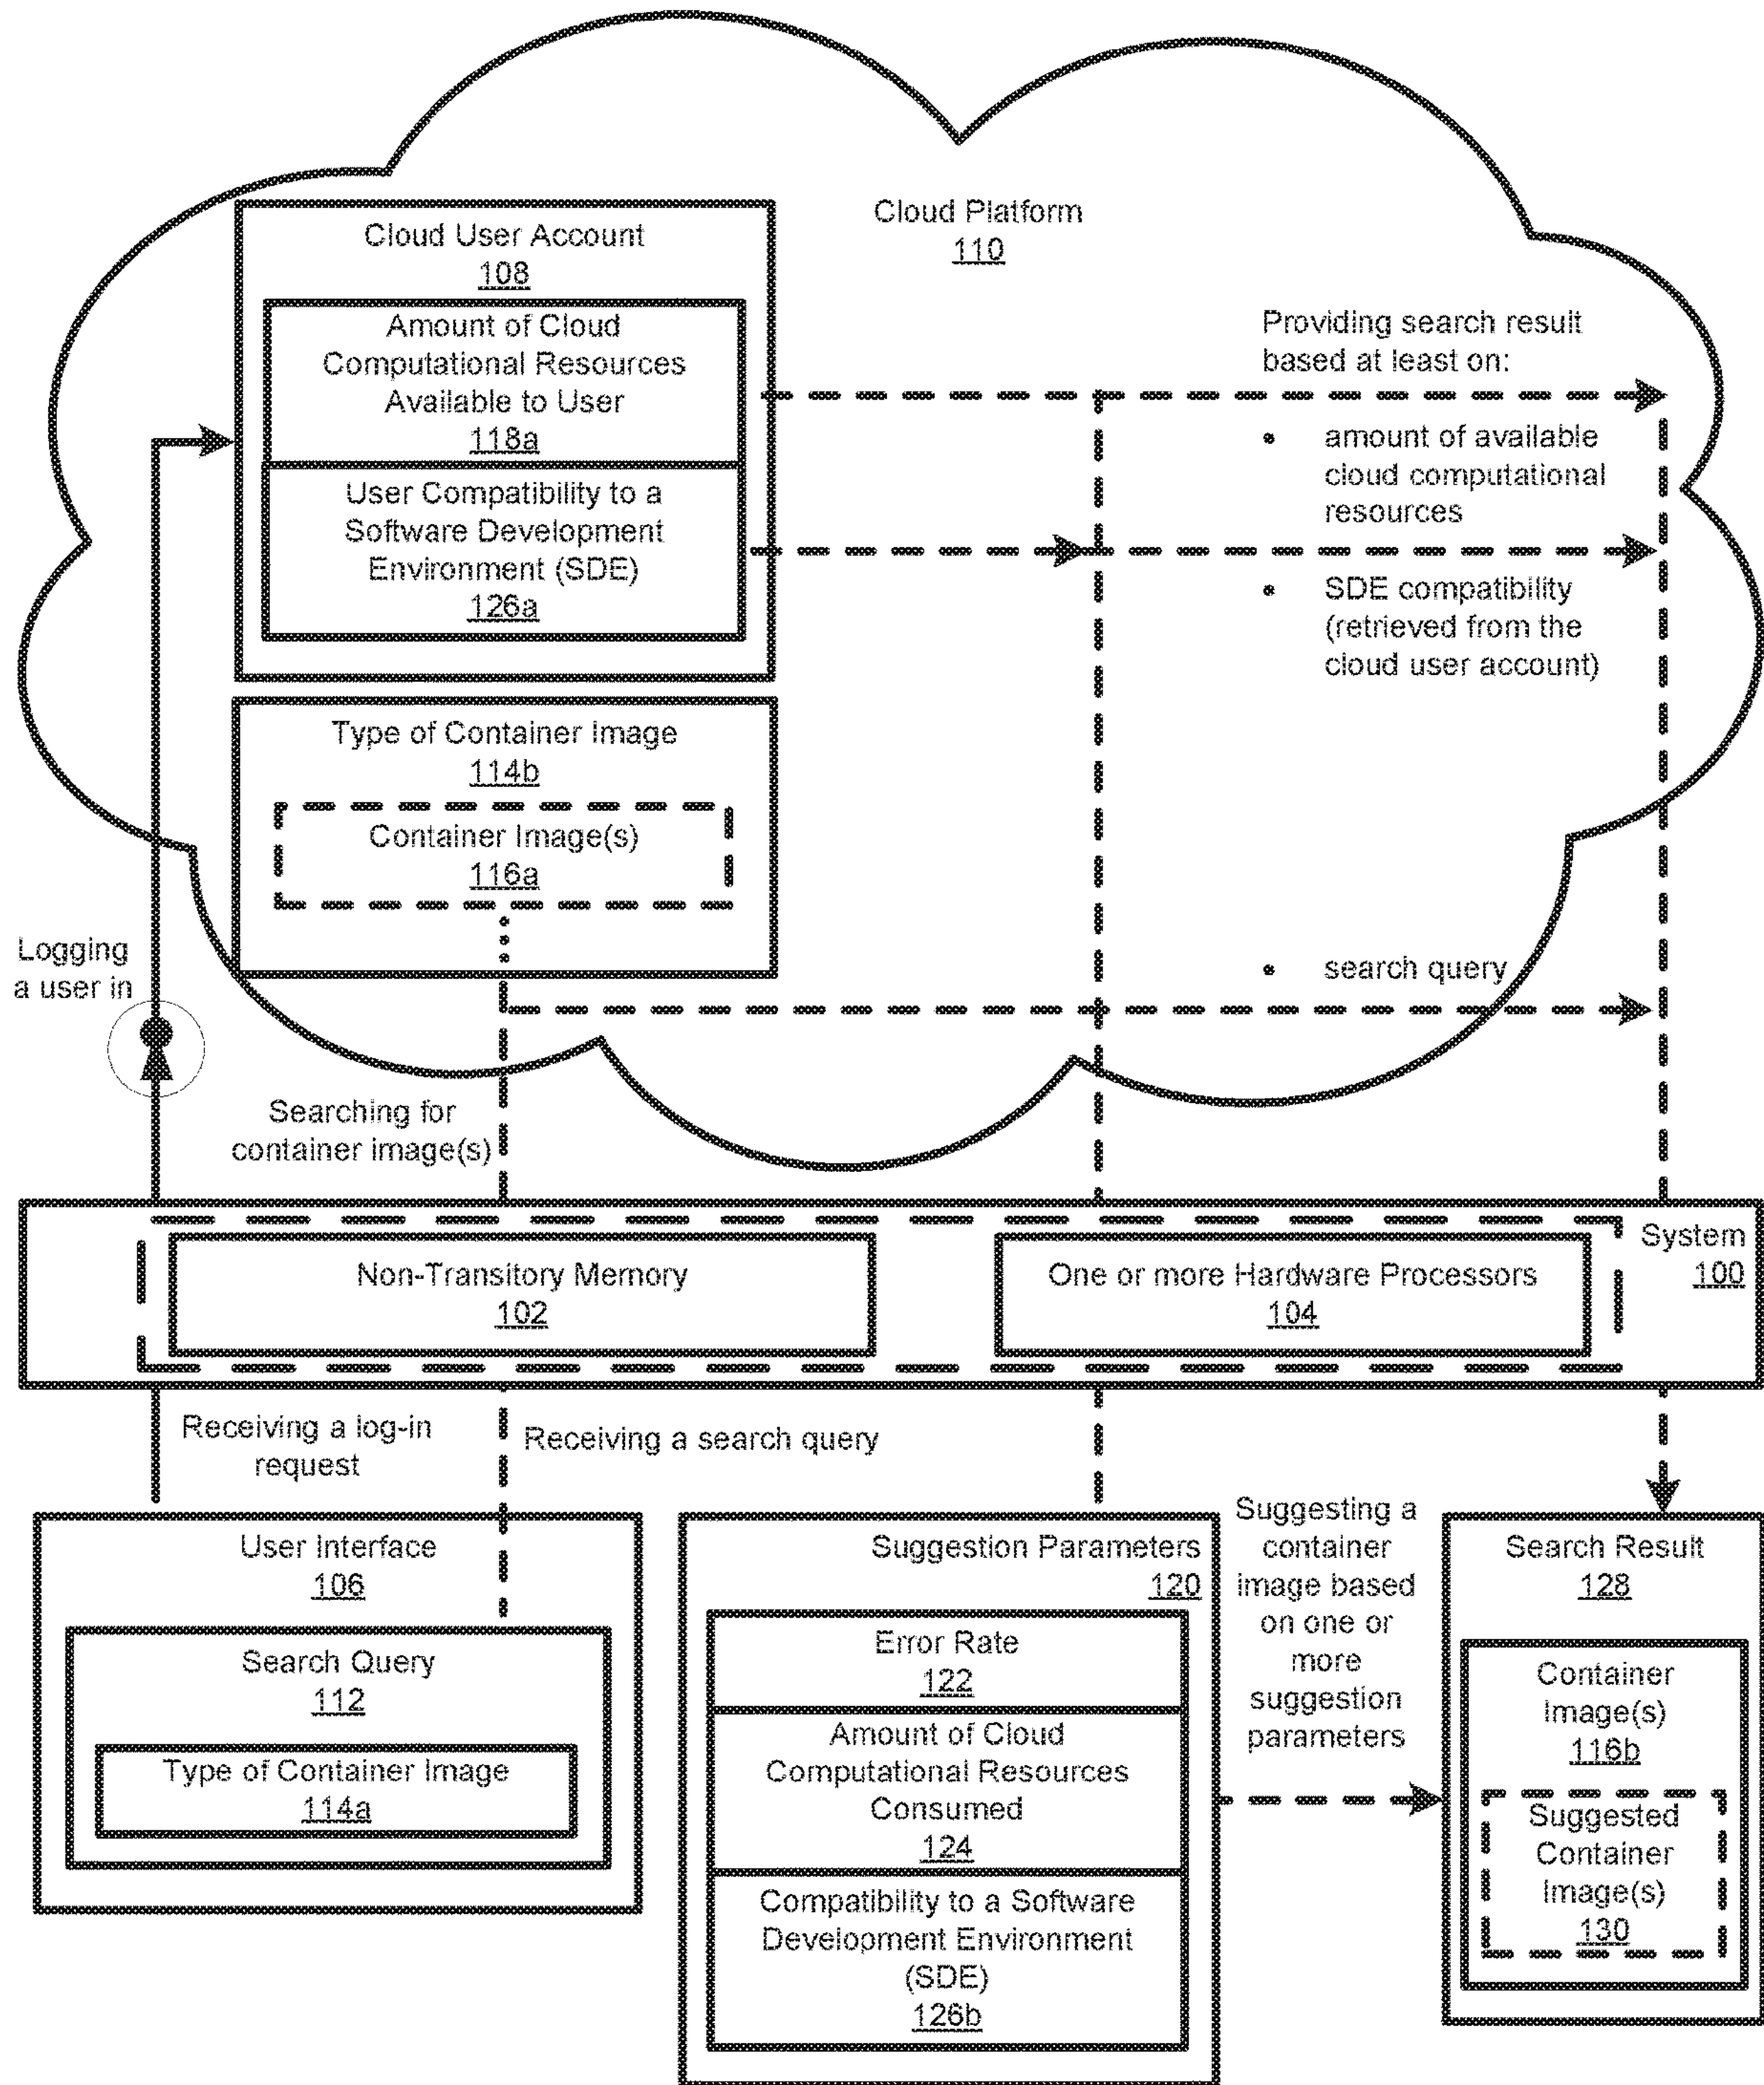 Cloud Platform
110
Cloud User Account
108
Amount of Cloud
Computational Resources
Available to User
118a
User Compatibility to a
Software Development
Environment (SDE)
126a
Providing search result
based at least on:
• amount of available
cloud computational
resources
• SDE compatibility
(retrieved from the
cloud user account)
• search query
Type of Container Image
114b
Container Image(s)
116a
Logging
a user in
Searching for
container image(s)
System
100
Non-Transitory Memory
102
One or more Hardware Processors
104
Receiving a log-in
request
Receiving a search query
User Interface
106
Search Query
112
Type of Container Image
114a
Suggestion Parameters
120
Error Rate
122
Amount of Cloud
Computational Resources
Consumed
124
Compatibility to a Software
Development Environment
(SDE)
126b
Suggesting a
container
image based
on one or
more
suggestion
parameters
Search Result
128
Container
Image(s)
116b
Suggested
Container
Image(s)
130